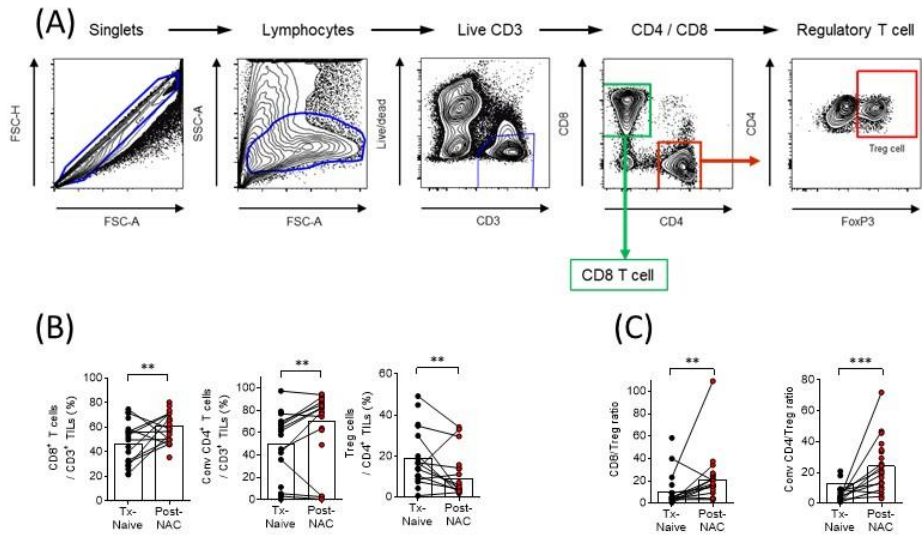 (A)
Singlets
Lymphocytes
Live CD3
CD4 / CD8
Regulatory T cell
FSC-H
FSC-A
SSC-A
FSC-A
Live/dead
CD3
CD8
CD4
CD4
Treg cell
FoxP3
CD8 T cell
(B)
**
CD8+ T cells
/ CD3+ TILs (%)
100
80
60
40
20
0
Tx-
Naive
Post-
NAC
**
Conv CD4+ T cells
/ CD3+ TILs (%)
100
80
60
40
20
0
Tx-
Naive
Post-
NAC
**
Treg cells
/ CD4+ TILs (%)
60
50
40
30
20
10
0
Tx-
Naive
Post-
NAC
(C)
**
CD8/Treg ratio
120
100
80
60
40
20
0
Tx-
Naive
Post-
NAC
***
Conv CD4/Treg ratio
80
60
40
20
0
Tx-
Naive
Post-
NAC